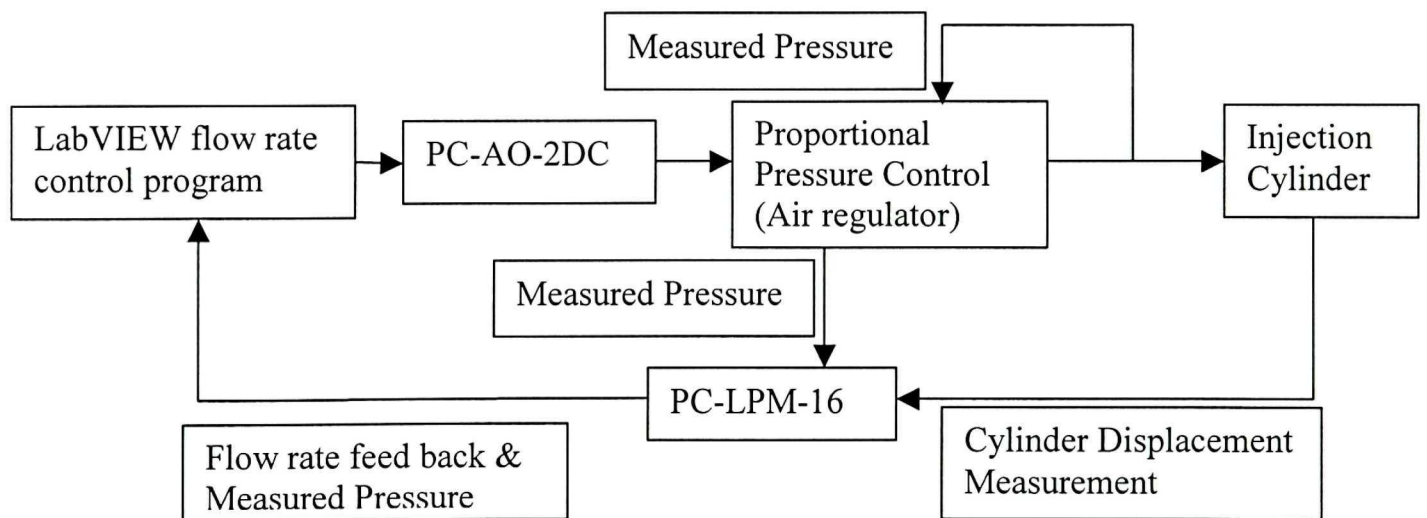 Measured Pressure
LabVIEW flow rate
control program
PC-AO-2DC
Proportional
Pressure Control
(Air regulator)
Injection
Cylinder
Measured Pressure
PC-LPM-16
Flow rate feed back &
Measured Pressure
Cylinder Displacement
Measurement